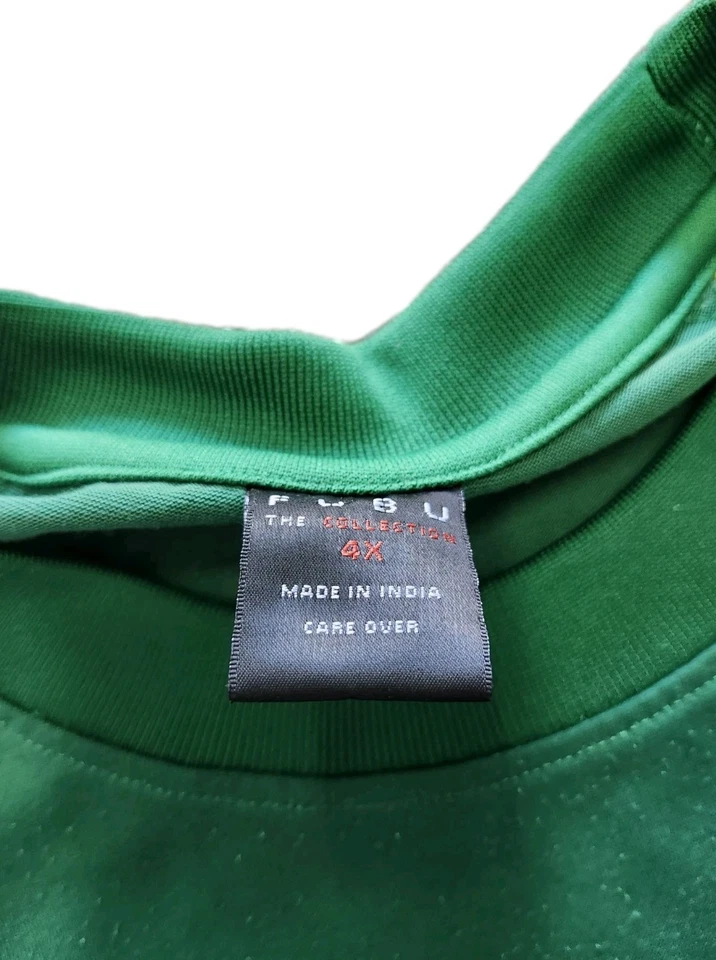 FUBU
THE COLLECTION
4X
MADE IN INDIA
CARE OVER